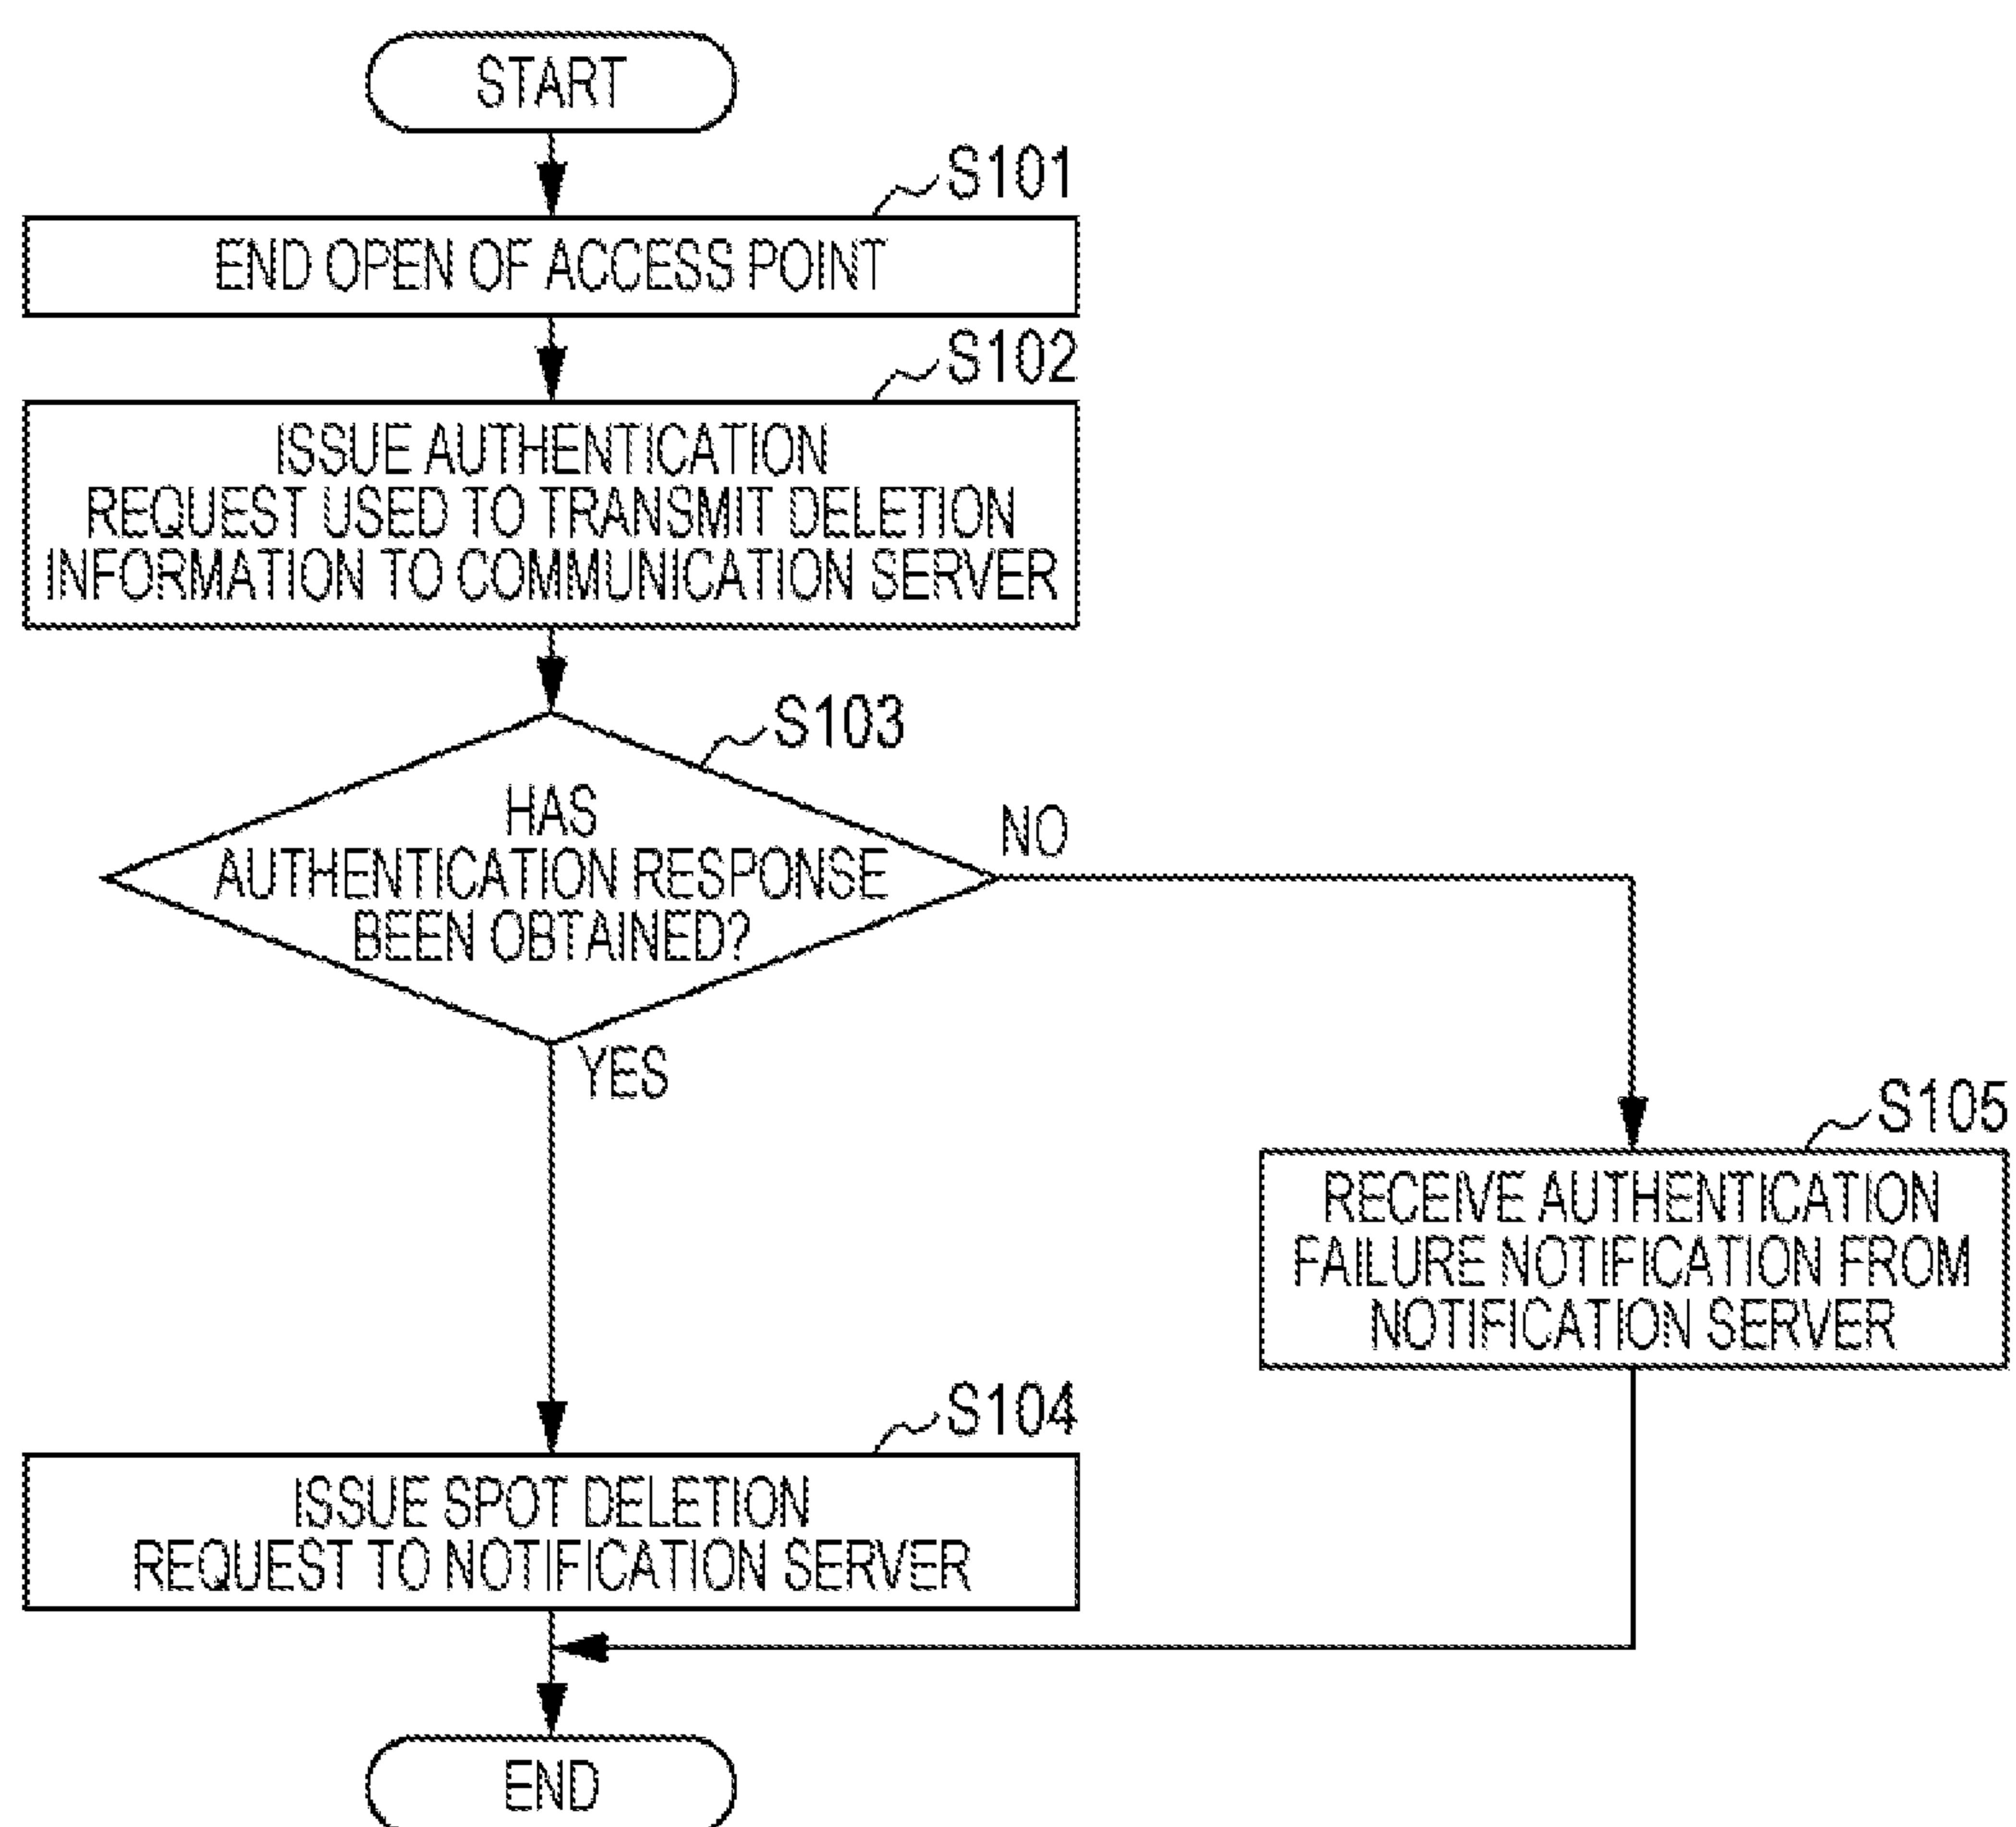 START
S101
END OPEN OF ACCESS POINT
S102
ISSUE AUTHENTICATION
REQUEST USED TO TRANSMIT DELETION
INFORMATION TO COMMUNICATION SERVER
S103
HAS
AUTHENTICATION RESPONSE
BEEN OBTAINED?
NO
YES
S105
RECEIVE AUTHENTICATION
FAILURE NOTIFICATION FROM
NOTIFICATION SERVER
S104
ISSUE SPOT DELETION
REQUEST TO NOTIFICATION SERVER
END